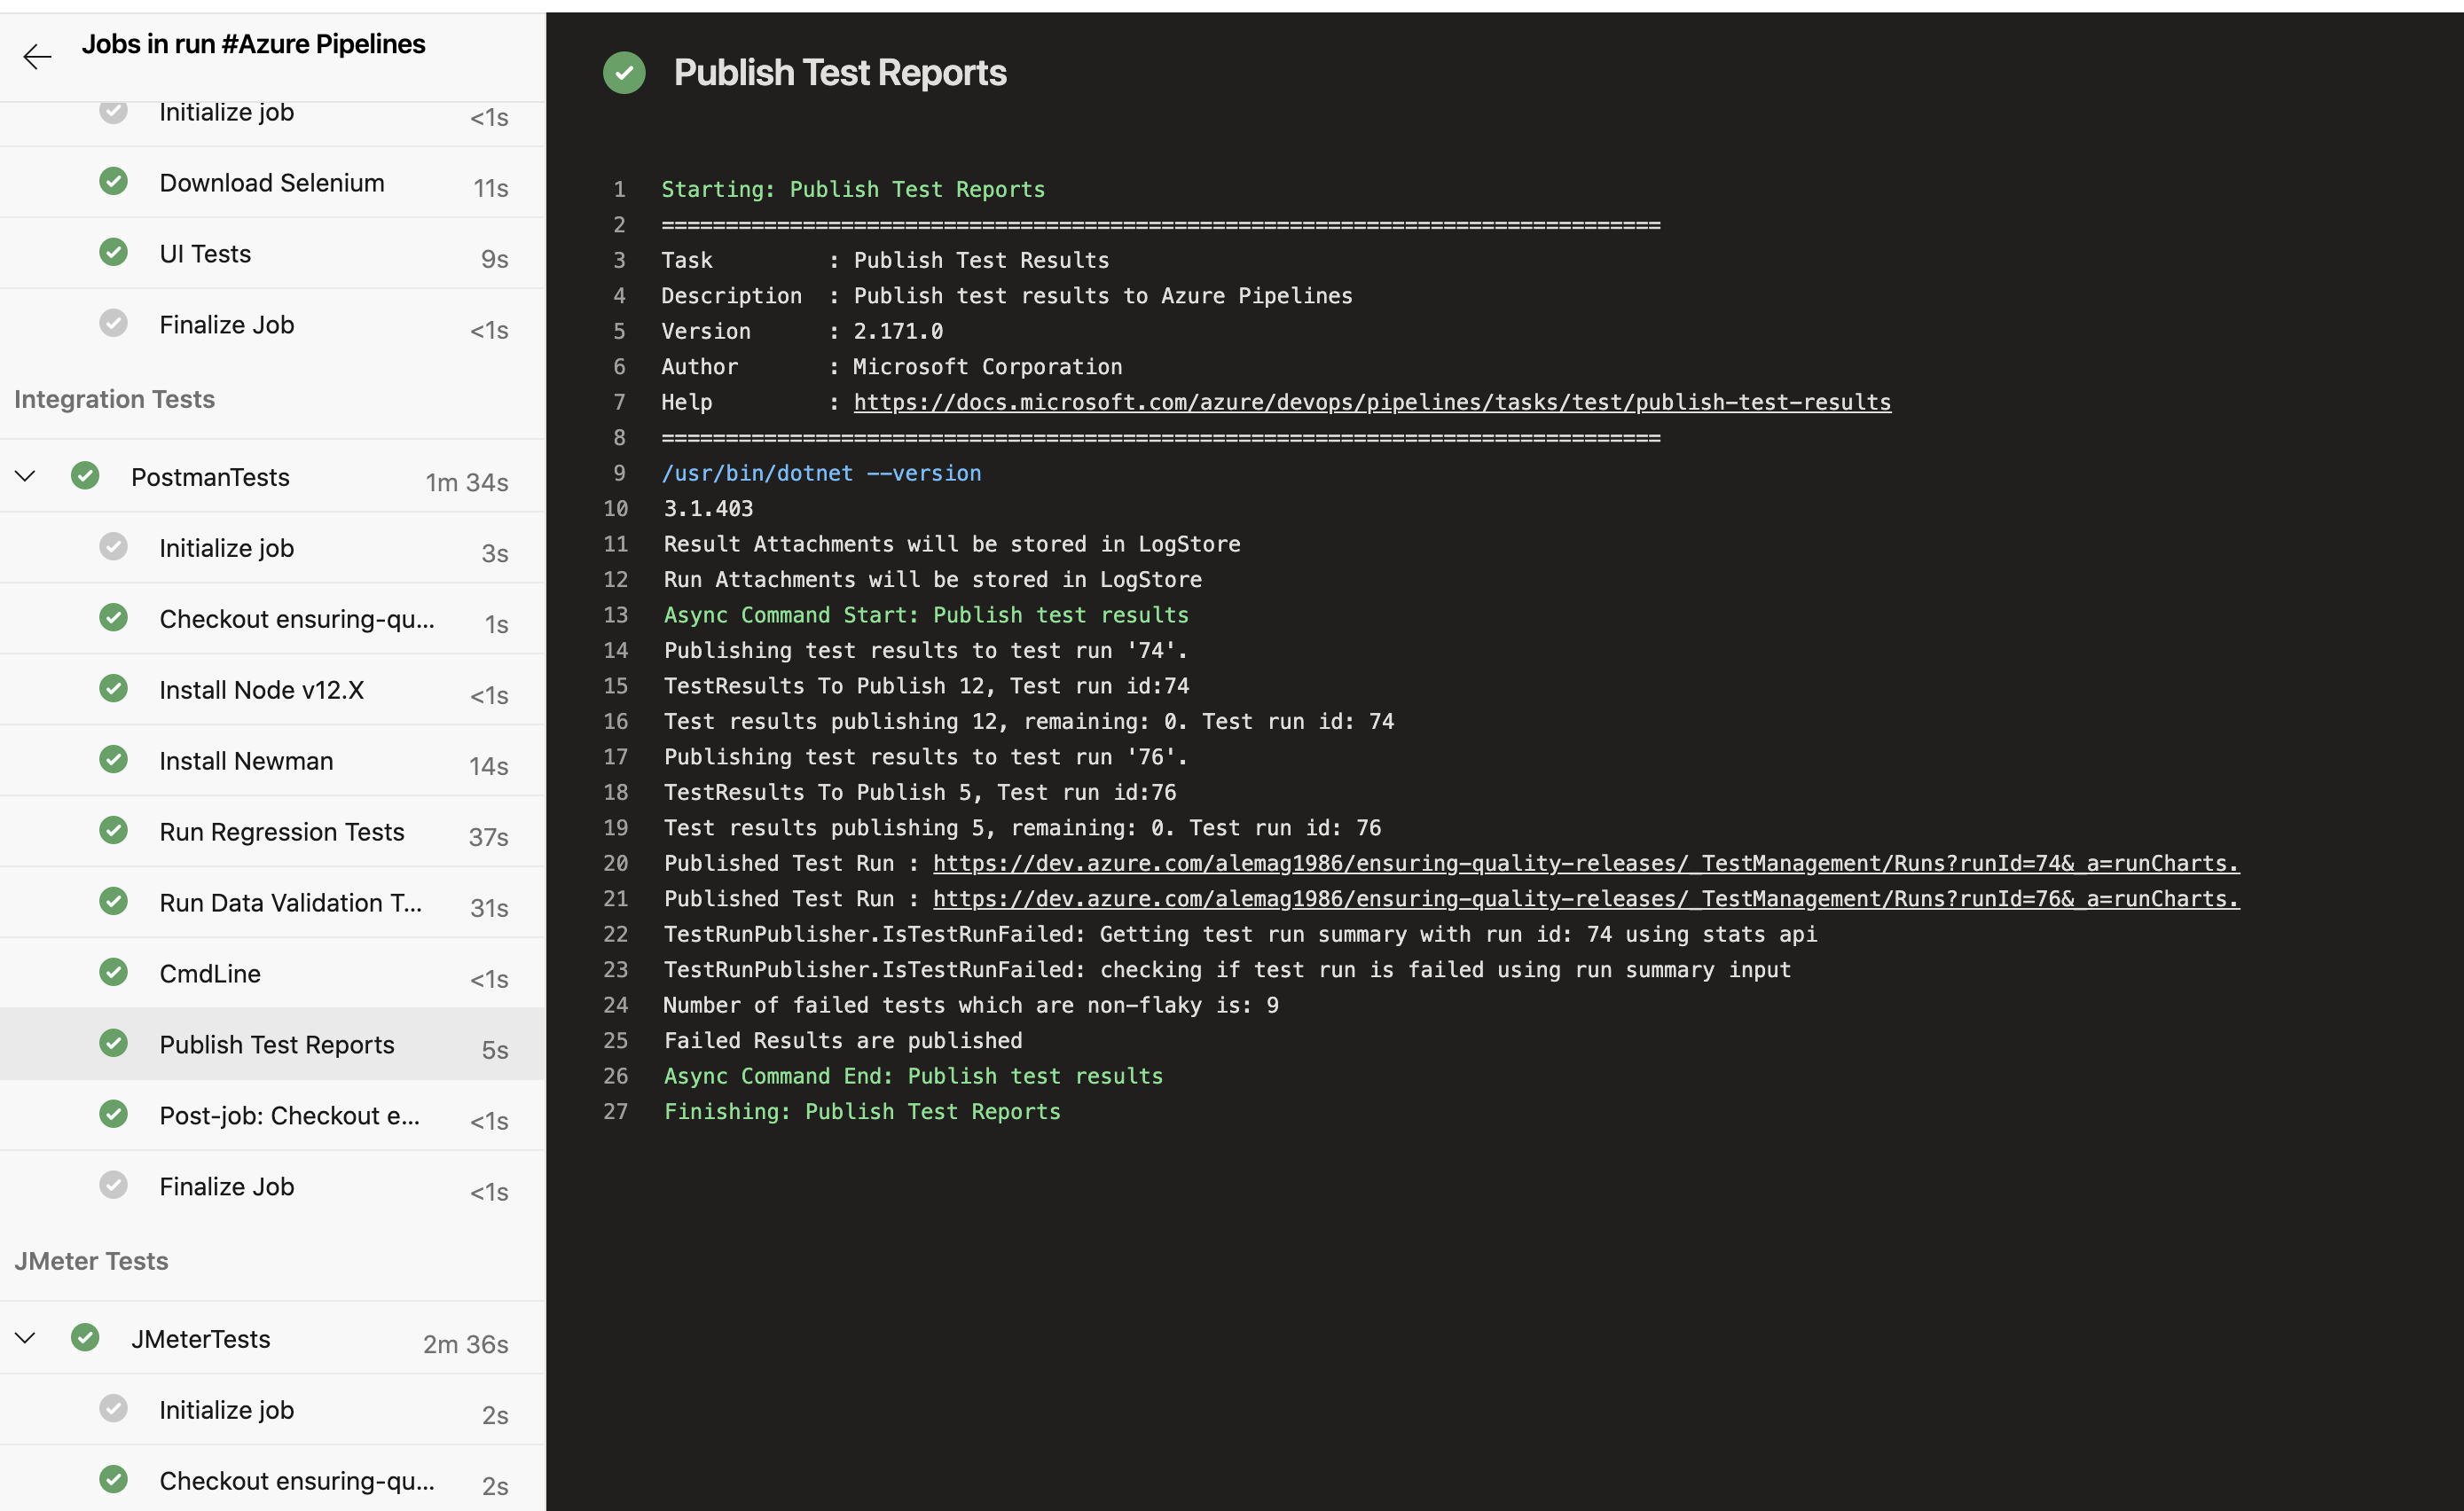 Jobs in run #Azure Pipelines
Initialize job <1s
Download Selenium 11s
UI Tests 9s
Finalize Job <1s
Integration Tests
PostmanTests 1m 34s
Initialize job 3s
Checkout ensuring-qu... 1s
Install Node v12.X <1s
Install Newman 14s
Run Regression Tests 37s
Run Data Validation T... 31s
CmdLine <1s
Publish Test Reports 5s
Post-job: Checkout e... <1s
Finalize Job <1s
JMeter Tests
JMeterTests 2m 36s
Initialize job 2s
Checkout ensuring-qu... 2s
Publish Test Reports
1 Starting: Publish Test Reports
2 ==============================================================================
3 Task         : Publish Test Results
4 Description  : Publish test results to Azure Pipelines
5 Version      : 2.171.0
6 Author       : Microsoft Corporation
7 Help         : https://docs.microsoft.com/azure/devops/pipelines/tasks/test/publish-test-results
8 ==============================================================================
9 /usr/bin/dotnet --version
10 3.1.403
11 Result Attachments will be stored in LogStore
12 Run Attachments will be stored in LogStore
13 Async Command Start: Publish test results
14 Publishing test results to test run '74'.
15 TestResults To Publish 12, Test run id:74
16 Test results publishing 12, remaining: 0. Test run id: 74
17 Publishing test results to test run '76'.
18 TestResults To Publish 5, Test run id:76
19 Test results publishing 5, remaining: 0. Test run id: 76
20 Published Test Run : https://dev.azure.com/alemag1986/ensuring-quality-releases/_TestManagement/Runs?runId=74&_a=runCharts.
21 Published Test Run : https://dev.azure.com/alemag1986/ensuring-quality-releases/_TestManagement/Runs?runId=76&_a=runCharts.
22 TestRunPublisher.IsTestRunFailed: Getting test run summary with run id: 74 using stats api
23 TestRunPublisher.IsTestRunFailed: checking if test run is failed using run summary input
24 Number of failed tests which are non-flaky is: 9
25 Failed Results are published
26 Async Command End: Publish test results
27 Finishing: Publish Test Reports